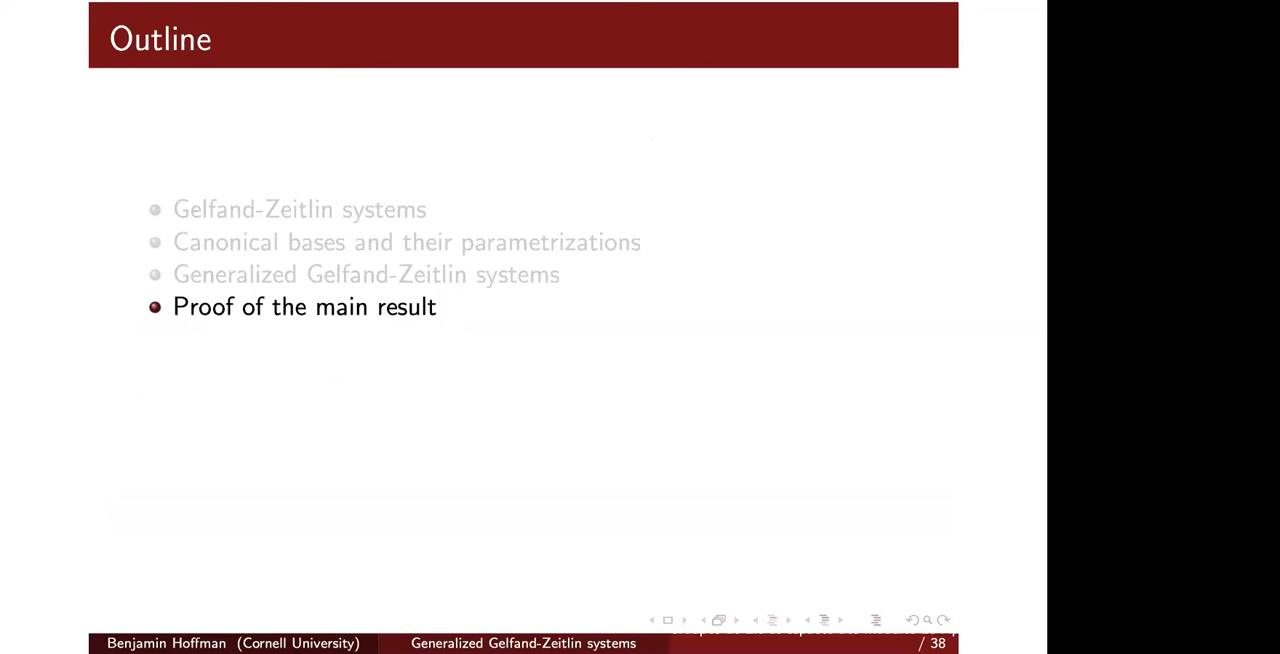 Outline
Gelfand-Zeitlin systems
Canonical bases and their parametrizations
Generalized Gelfand-Zeitlin systems
Proof of the main result
Benjamin Hoffman (Cornell University)
Generalized Gelfand-Zeitlin systems
/ 38